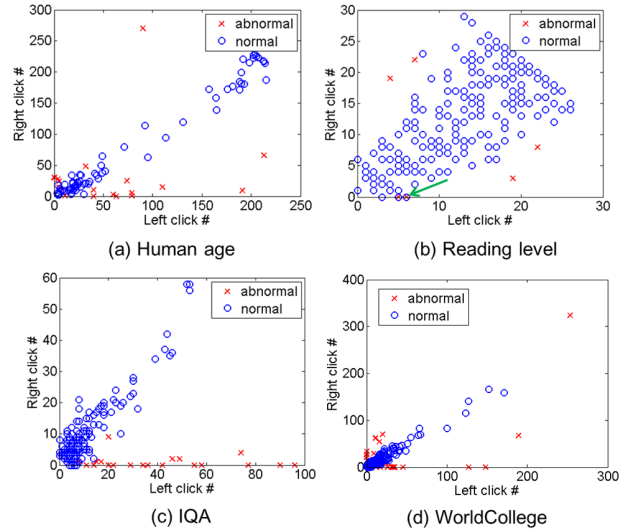 300
250
200
150
100
50
0
0 50 100 150 200 250
Right click #
Left click #
abnormal
normal
(a) Human age
30
25
20
15
10
5
0
0 10 20 30
Right click #
Left click #
abnormal
normal
(b) Reading level
60
50
40
30
20
10
0
0 20 40 60 80 100
Right click #
Left click #
abnormal
normal
(c) IQA
400
300
200
100
0
0 100 200 300
Right click #
Left click #
abnormal
normal
(d) WorldCollege